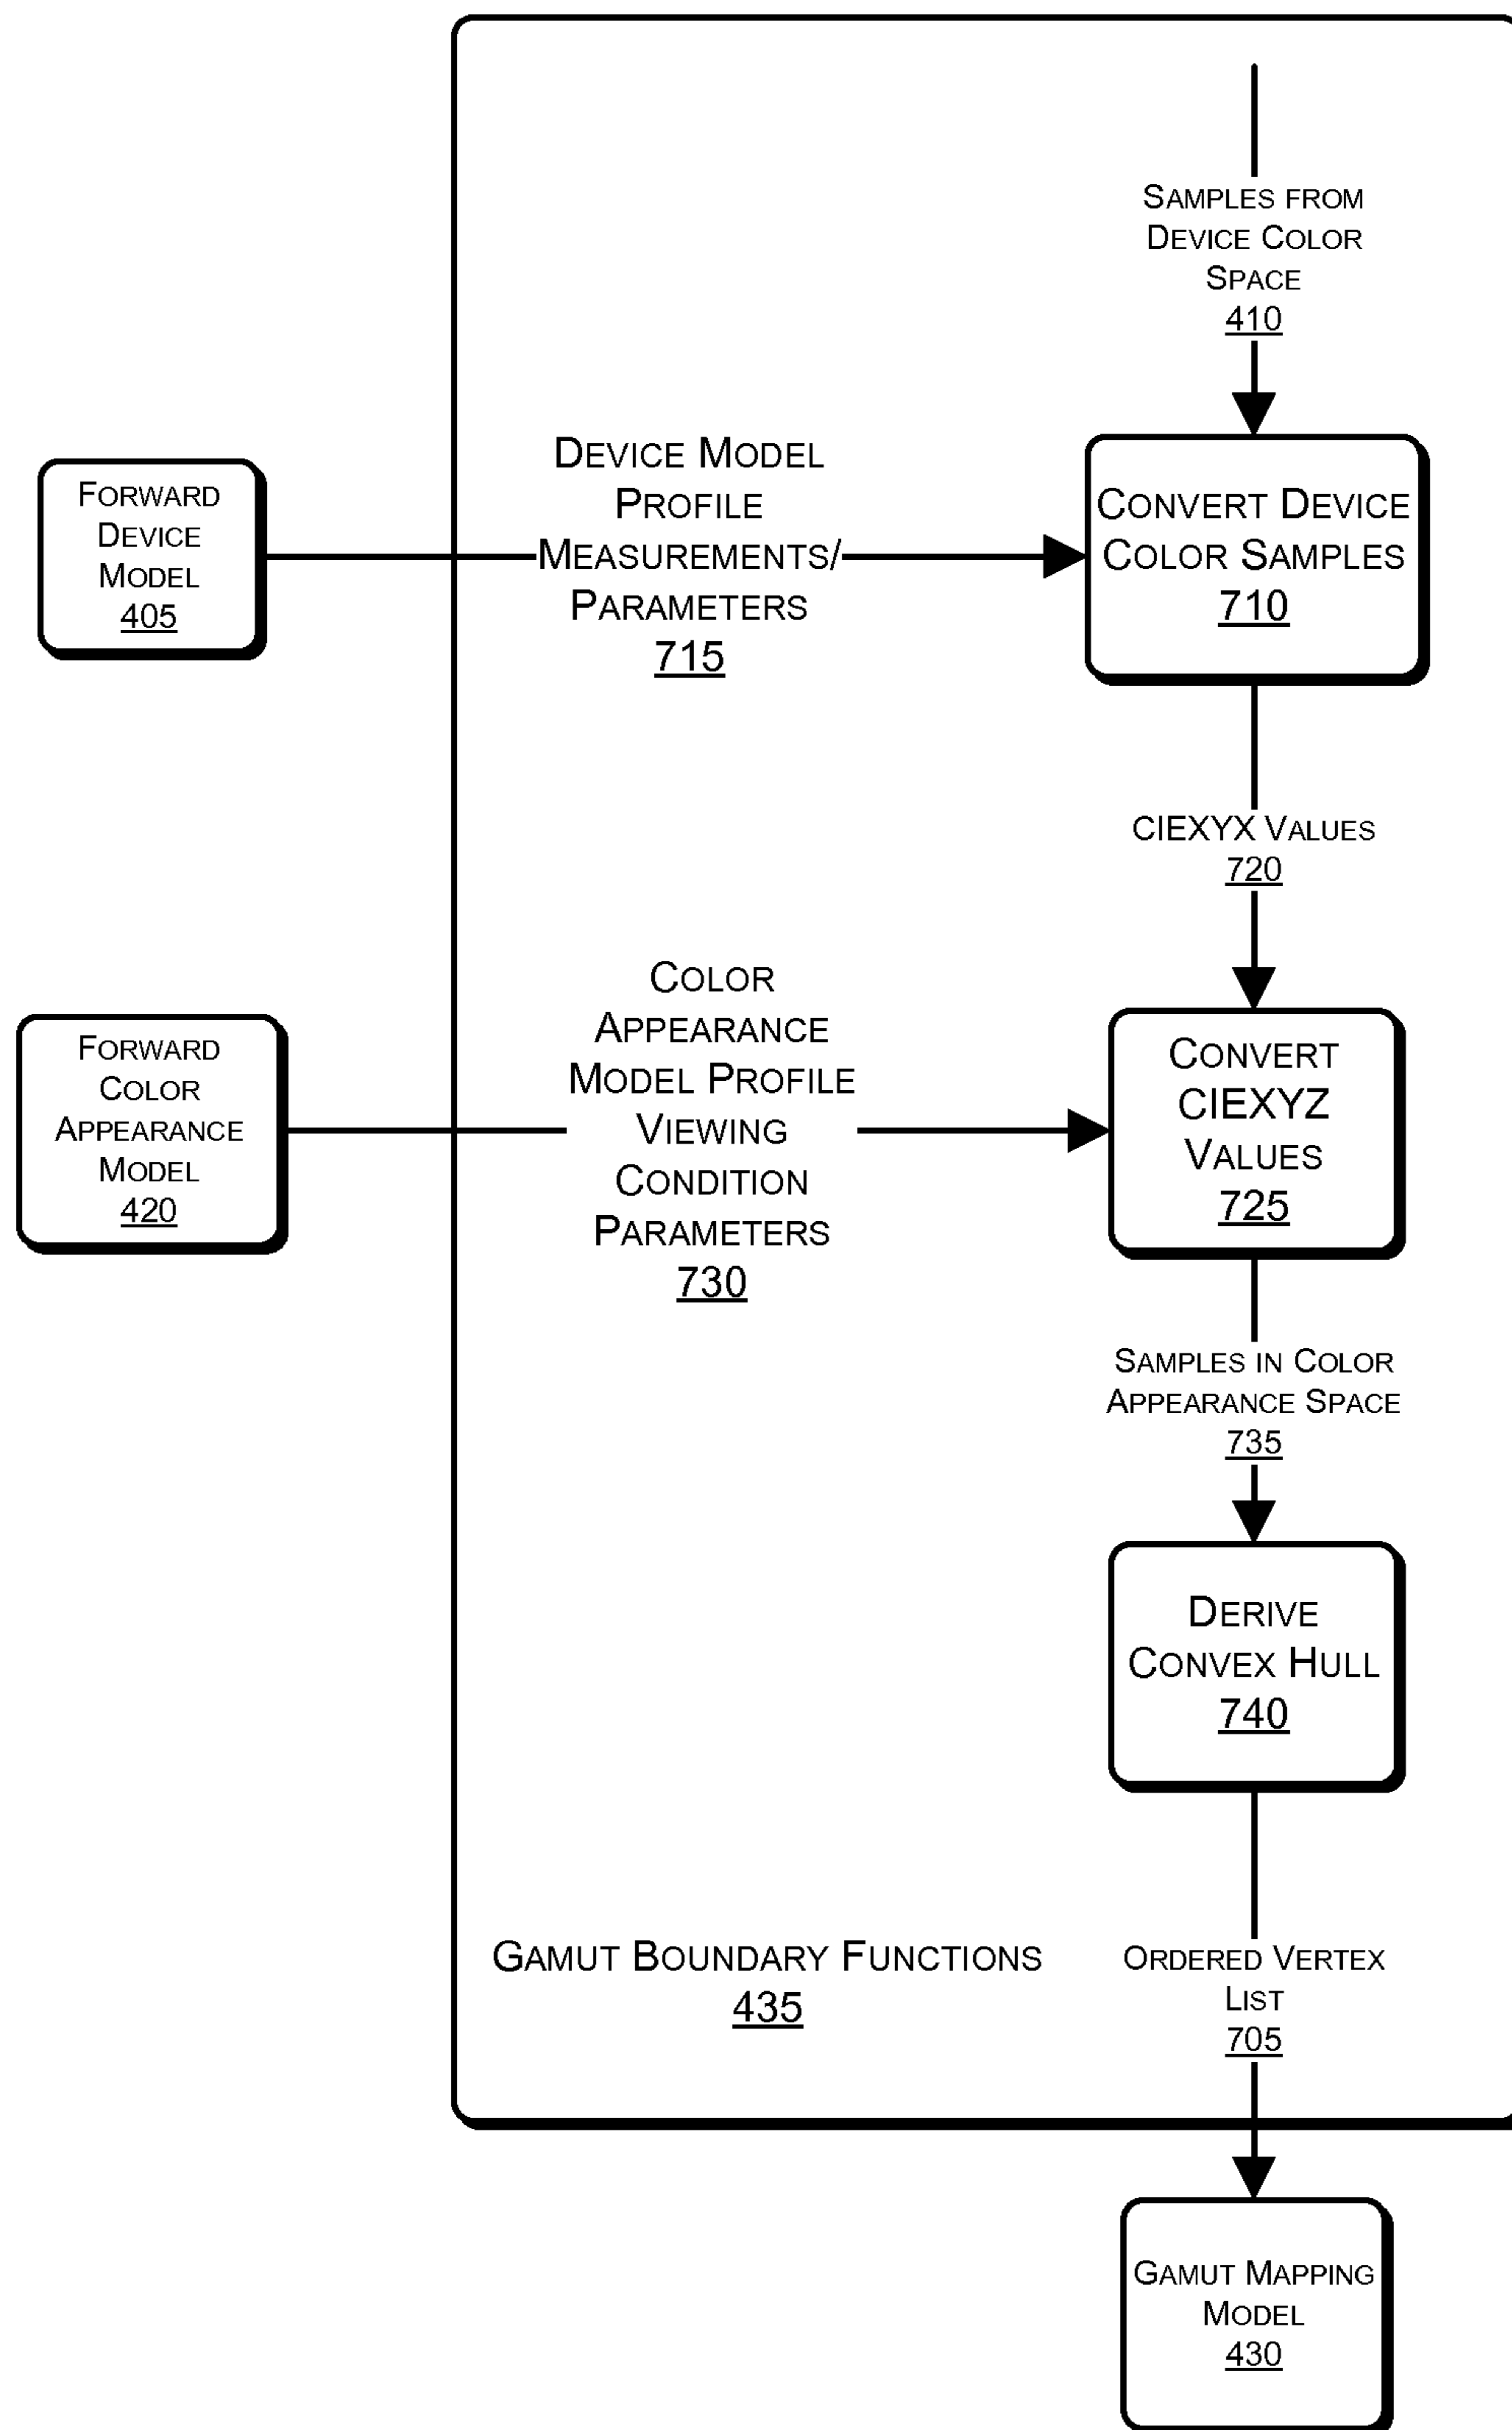 SAMPLES FROM
DEVICE COLOR
SPACE
410
FORWARD
DEVICE
MODEL
405
DEVICE MODEL
PROFILE
MEASUREMENTS/
PARAMETERS
715
CONVERT DEVICE
COLOR SAMPLES
710
CIEXYX VALUES
720
FORWARD
COLOR
APPEARANCE
MODEL
420
COLOR
APPEARANCE
MODEL PROFILE
VIEWING
CONDITION
PARAMETERS
730
CONVERT
CIEXYZ
VALUES
725
SAMPLES IN COLOR
APPEARANCE SPACE
735
DERIVE
CONVEX HULL
740
GAMUT BOUNDARY FUNCTIONS
435
ORDERED VERTEX
LIST
705
GAMUT MAPPING
MODEL
430